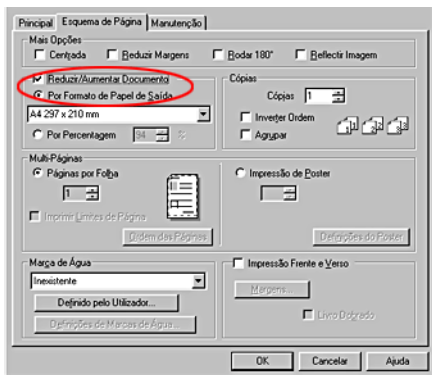 Principal Esquema de Página Manutenção
Mais Opções
Centrada Reduzir Margens Rodar 180° Reflectir Imagem
Reduzir/Aumentar Documento
Por Formato de Papel de Saída
A4 297 x 210 mm
Por Percentagem 94 %
Cópias
Cópias 1
Inverter Ordem
Agrupar
Multi-Páginas
Páginas por Folha
1
Imprimir Limites de Página
Ordem das Páginas
Impressão de Poster
Definições do Poster
Marca de Água
Inexistente
Definido pelo Utilizador...
Definições de Marcas de Água...
Impressão Frente e Verso
Margens...
Livro Dobrado
OK Cancelar Ajuda